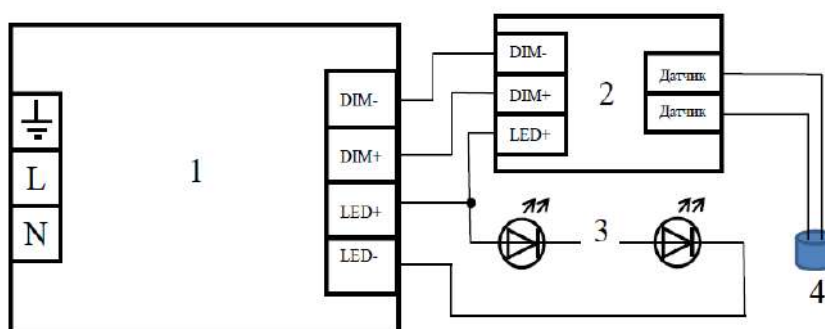 L
N
1
DIM-
DIM+
LED+
LED-
DIM-
DIM+
LED+
2
Датчик
Датчик
3
4